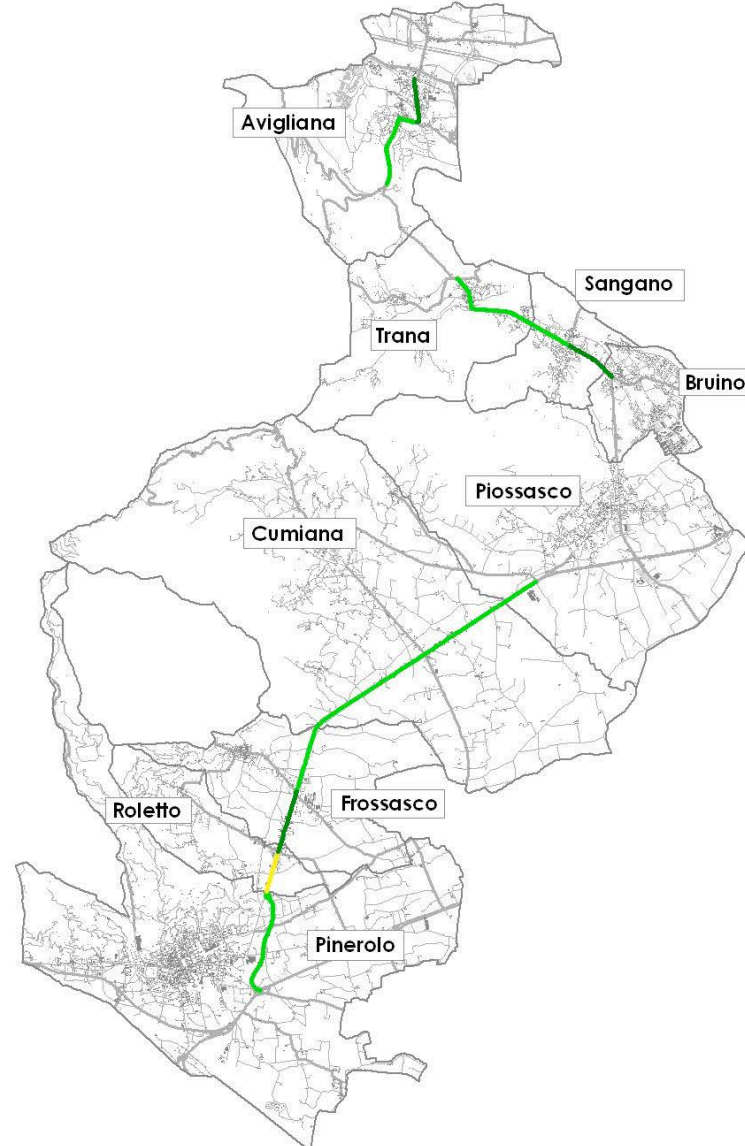 Avigliana
Sangano
Trana
Bruino
Piossasco
Cumiana
Frossasco
Roletto
Pinerolo